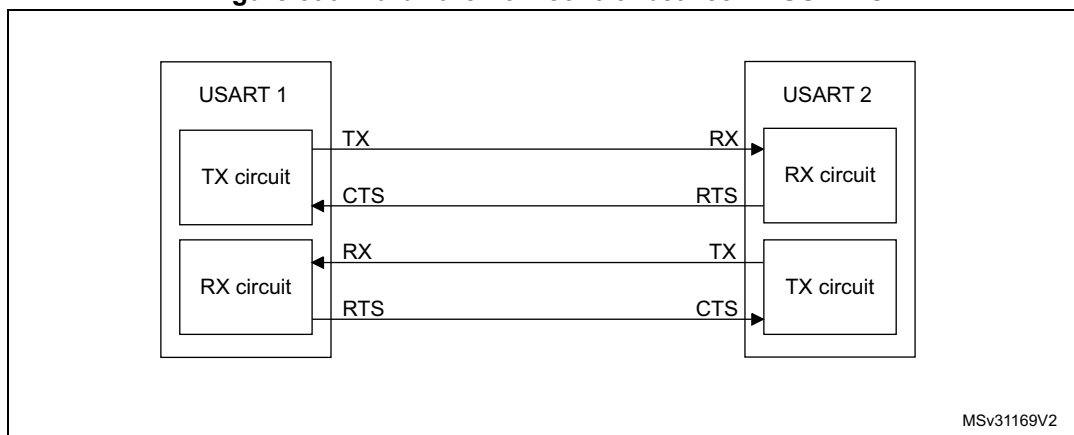 USART 1
USART 2
TX
RX
TX circuit
RX circuit
CTS
RTS
RX
TX
RX circuit
TX circuit
RTS
CTS
MSv31169V2